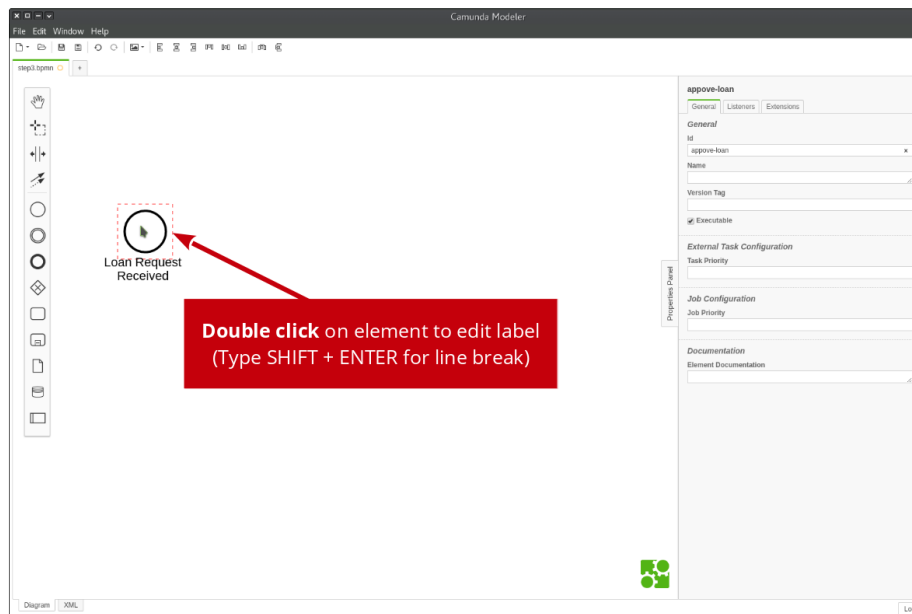 Camunda Modeler
File Edit Window Help
step3.bpmn
+
appove-loan
General Listeners Extensions
General
Id
appove-loan
×
Name
Version Tag
Executable
External Task Configuration
Task Priority
Job Configuration
Job Priority
Documentation
Element Documentation
Properties Panel
Loan Request
Received
Double click on element to edit label
(Type SHIFT + ENTER for line break)
Diagram XML
Lo